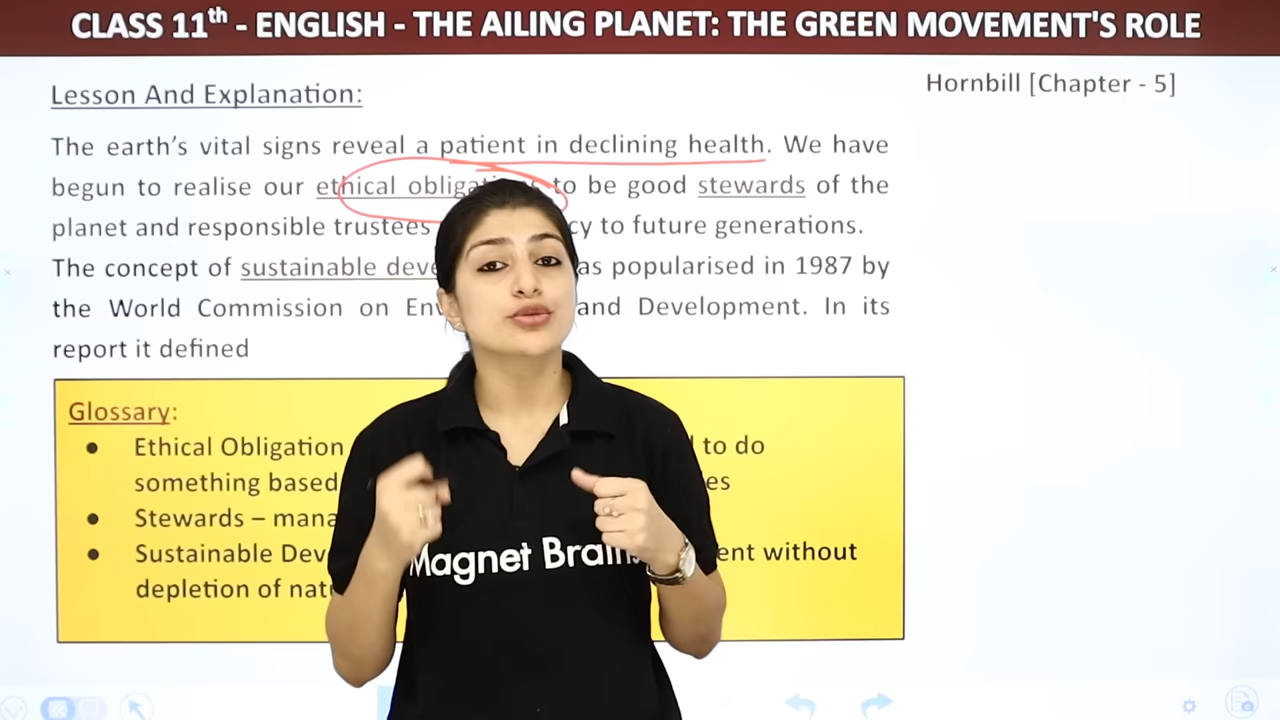 CLASS 11th - ENGLISH - THE AILING PLANET: THE GREEN MOVEMENT'S ROLE
Hornbill [Chapter - 5]
Lesson And Explanation:
The earth's vital signs reveal a patient in declining health. We have
begun to realise our ethical to be good stewards of the
planet and responsible trustees to future generations.
The concept of sustainable as popularised in 1987 by
the World Commission on and Development. In its
report it defined
Glossary:
● Ethical Obligation to do
something based
● Stewards –
● Sustainable without
depletion of
Magnet Brains